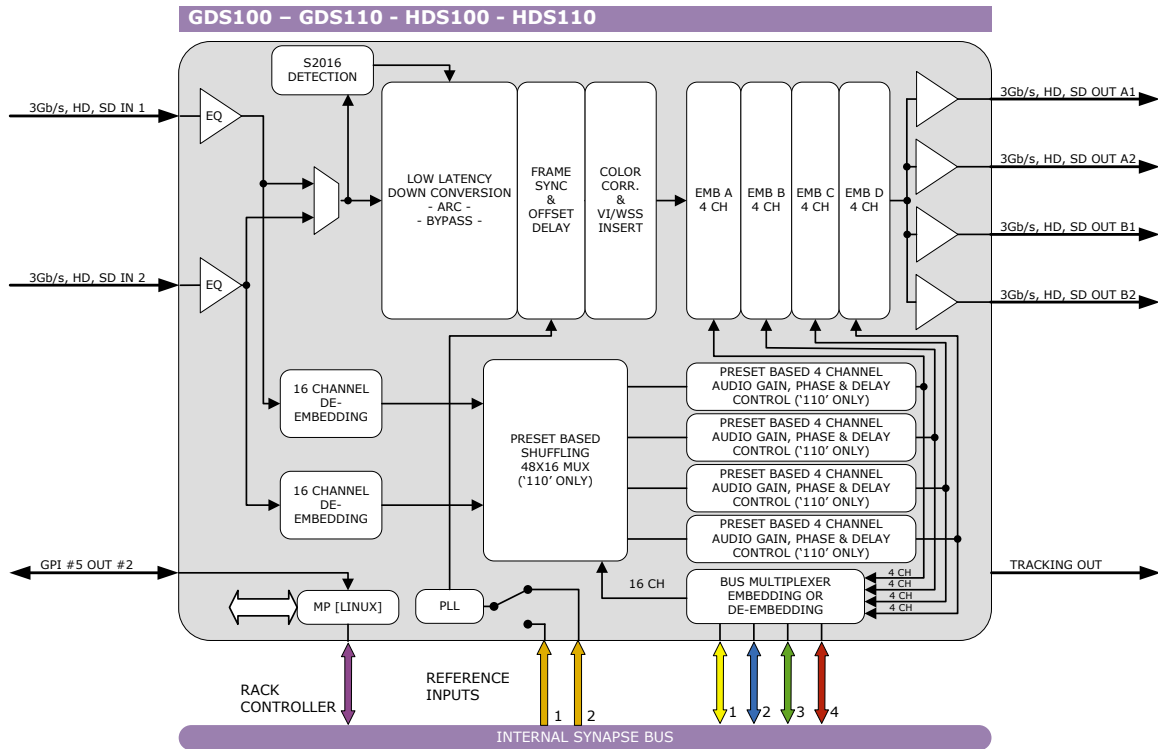 GDS100 – GDS110 - HDS100 - HDS110
S2016
DETECTION
3Gb/s, HD, SD IN 1
EQ
3Gb/s, HD, SD IN 2
EQ
LOW LATENCY
DOWN CONVERSION
- ARC -
- BYPASS -
FRAME
SYNC
&
OFFSET
DELAY
COLOR
CORR.
&
VI/WSS
INSERT
EMB A
4 CH
EMB B
4 CH
EMB C
4 CH
EMB D
4 CH
3Gb/s, HD, SD OUT A1
3Gb/s, HD, SD OUT A2
3Gb/s, HD, SD OUT B1
3Gb/s, HD, SD OUT B2
16 CHANNEL
DE-
EMBEDDING
16 CHANNEL
DE-
EMBEDDING
PRESET BASED
SHUFFLING
48X16 MUX
(‘110’ ONLY)
PRESET BASED 4 CHANNEL
AUDIO GAIN, PHASE & DELAY
CONTROL (‘110’ ONLY)
PRESET BASED 4 CHANNEL
AUDIO GAIN, PHASE & DELAY
CONTROL (‘110’ ONLY)
PRESET BASED 4 CHANNEL
AUDIO GAIN, PHASE & DELAY
CONTROL (‘110’ ONLY)
PRESET BASED 4 CHANNEL
AUDIO GAIN, PHASE & DELAY
CONTROL (‘110’ ONLY)
GPI #5 OUT #2
TRACKING OUT
MP [LINUX]
PLL
16 CH
BUS MULTIPLEXER
EMBEDDING OR
DE-EMBEDDING
4 CH
4 CH
4 CH
4 CH
RACK
CONTROLLER
REFERENCE
INPUTS
1
2
1
2
3
4
INTERNAL SYNAPSE BUS